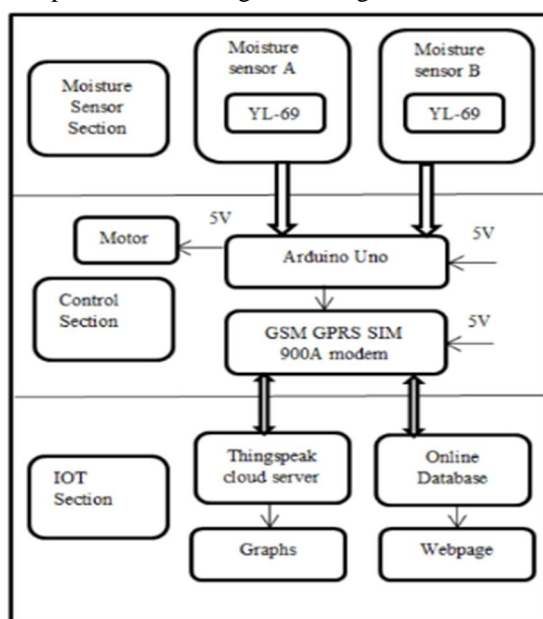 Moisture
sensor A
YL-69
Moisture
sensor B
YL-69
Moisture
Sensor
Section
5V
Motor
Arduino Uno
5V
Control
Section
GSM GPRS SIM
900A modem
5V
IOT
Section
Thingspeak
cloud server
Online
Database
Graphs
Webpage